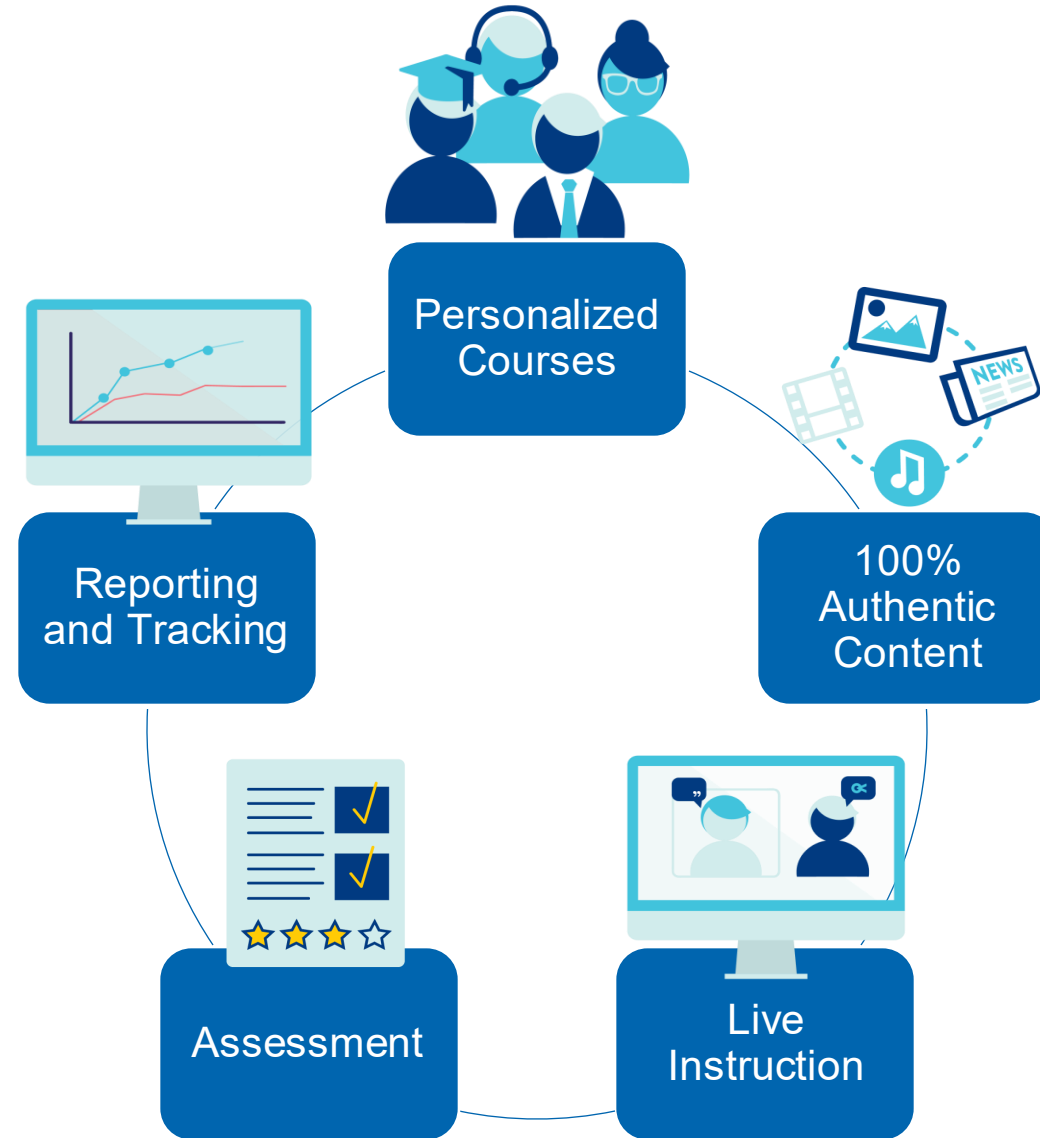 Personalized
Courses
NEWS
100%
Authentic
Content
Reporting
and Tracking
Live
Instruction
Assessment